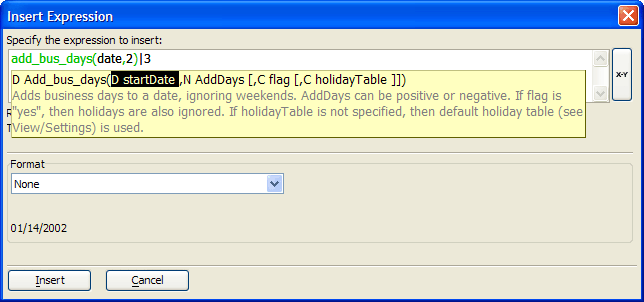 Insert Expression
Specify the expression to insert:
add_bus_days(date,2)|3
X-Y
D Add_bus_days(D startDate ,N AddDays [,C flag [,C holidayTable ]])
Adds business days to a date, ignoring weekends. AddDays can be positive or negative. If flag is
"yes", then holidays are also ignored. If holidayTable is not specified, then default holiday table (see
View/Settings) is used.
Format
None
01/14/2002
Insert
Cancel